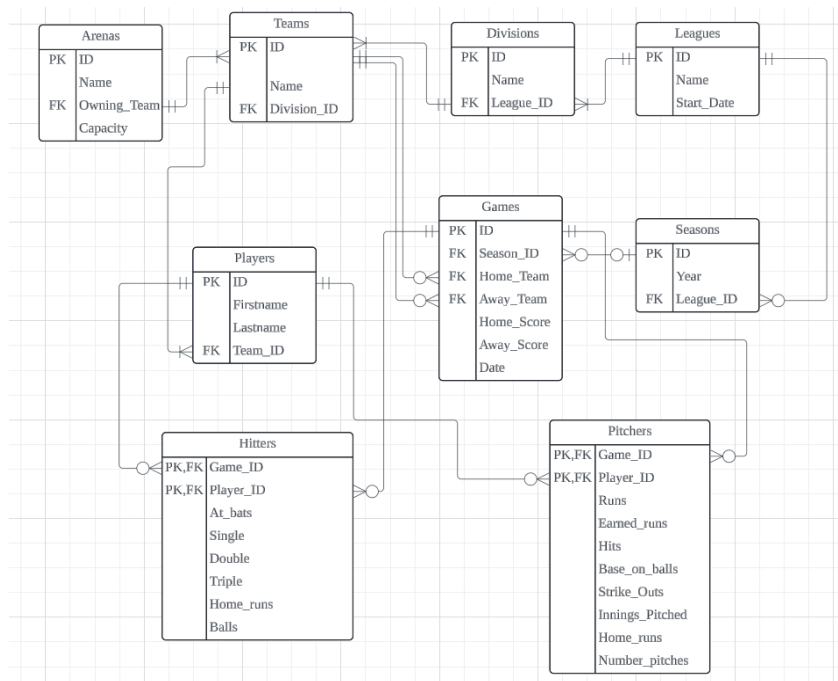 Arenas
PK ID
Name
FK Owning_Team
Capacity
Teams
PK ID
Name
FK Division_ID
Divisions
PK ID
Name
FK League_ID
Leagues
PK ID
Name
Start_Date
Games
PK ID
FK Season_ID
FK Home_Team
FK Away_Team
Home_Score
Away_Score
Date
Seasons
PK ID
Year
FK League_ID
Players
PK ID
Firstname
Lastname
FK Team_ID
Hitters
PK,FK Game_ID
PK,FK Player_ID
At_bats
Single
Double
Triple
Home_runs
Balls
Pitchers
PK,FK Game_ID
PK,FK Player_ID
Runs
Earned_runs
Hits
Base_on_balls
Strike_Outs
Innings_Pitched
Home_runs
Number_pitches